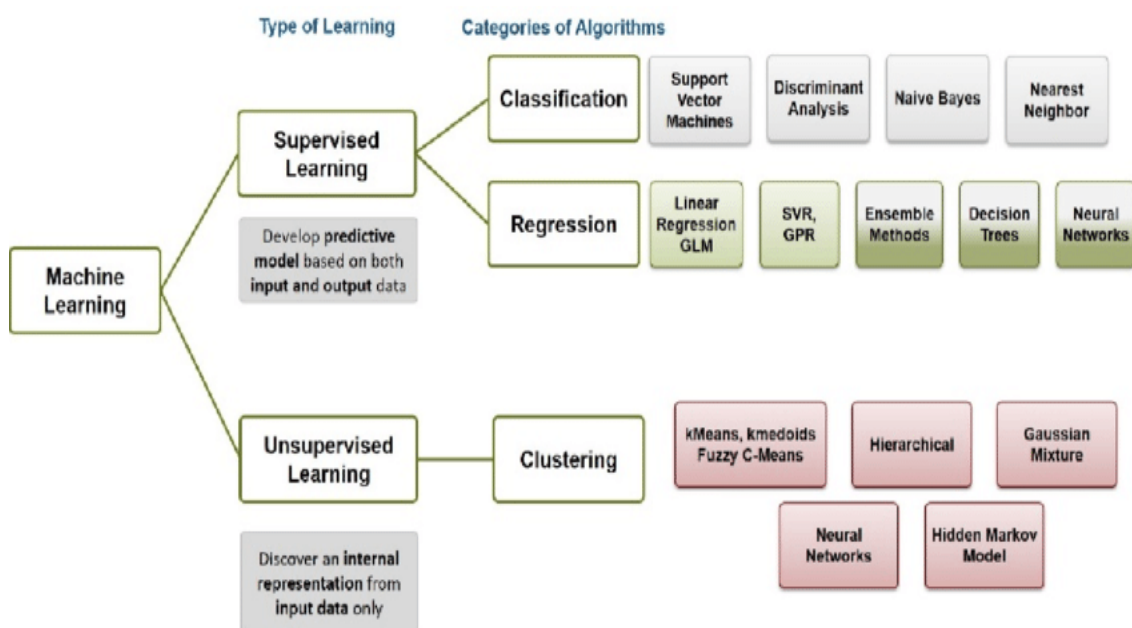 Type of Learning
Categories of Algorithms
Machine
Learning
Supervised
Learning
Develop predictive
model based on both
input and output data
Classification
Support
Vector
Machines
Discriminant
Analysis
Naive Bayes
Nearest
Neighbor
Regression
Linear
Regression
GLM
SVR,
GPR
Ensemble
Methods
Decision
Trees
Neural
Networks
Unsupervised
Learning
Discover an internal
representation from
input data only
Clustering
kMeans, kmedoids
Fuzzy C-Means
Hierarchical
Gaussian
Mixture
Neural
Networks
Hidden Markov
Model